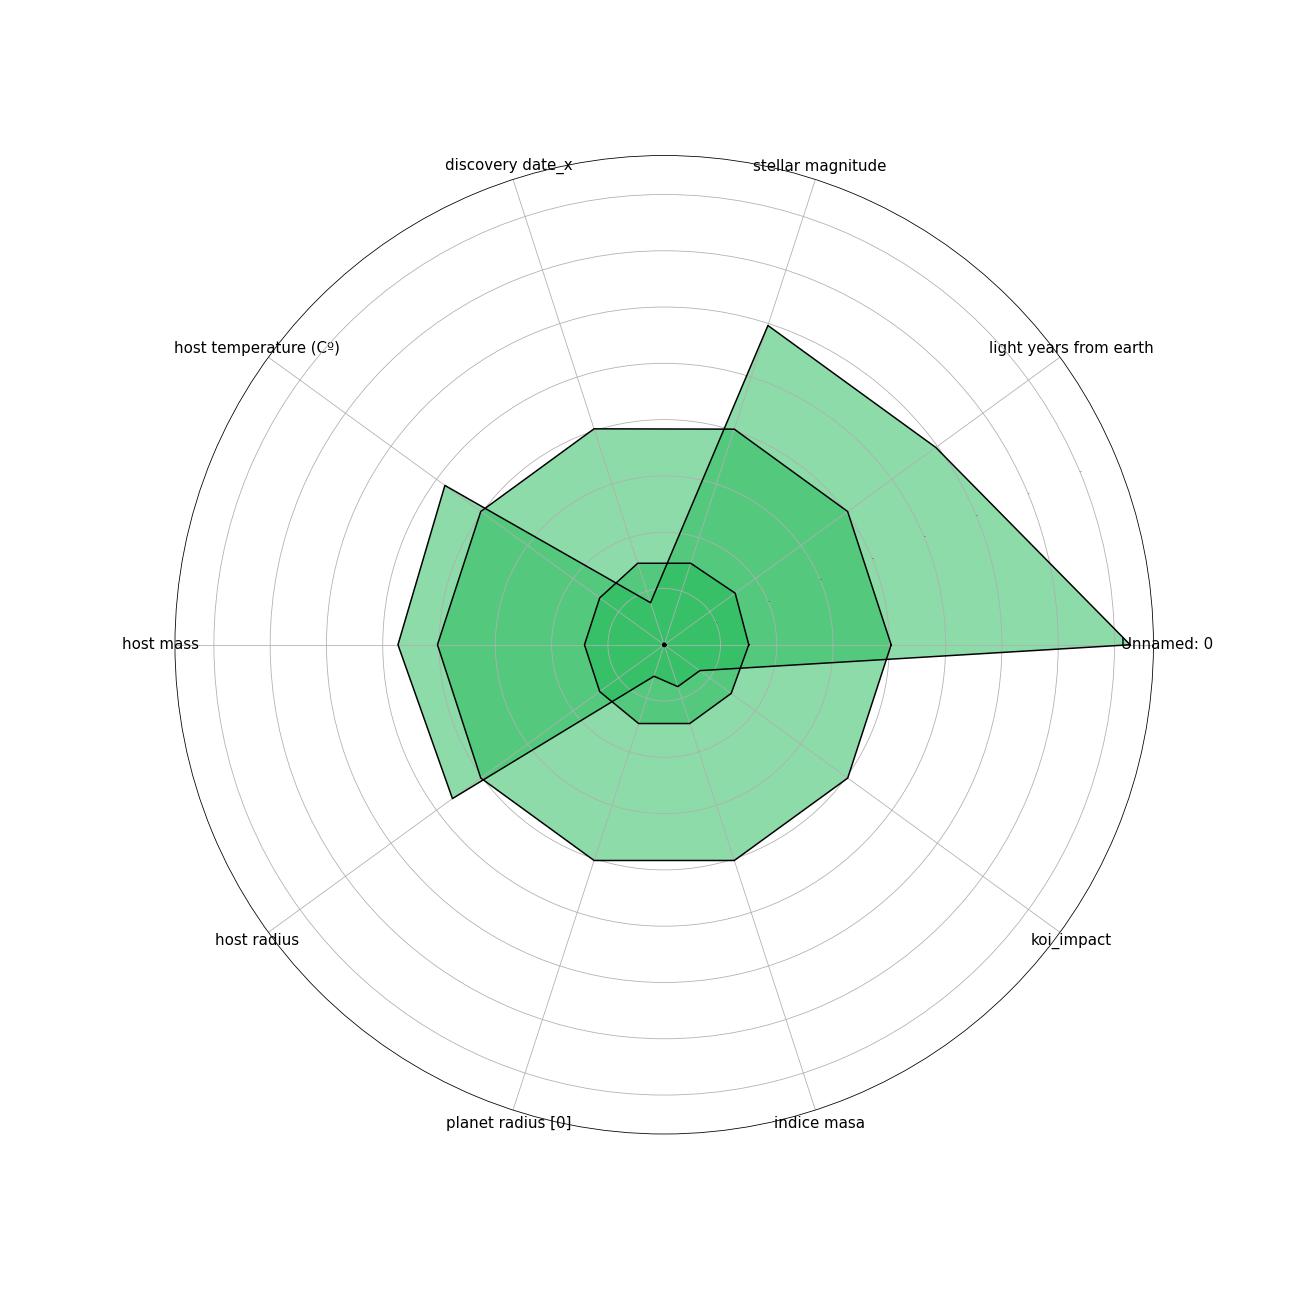 discovery date_x
stellar magnitude
host temperature (Cº)
light years from earth
host mass
Unnamed: 0
host radius
koi_impact
planet radius [0]
indice masa